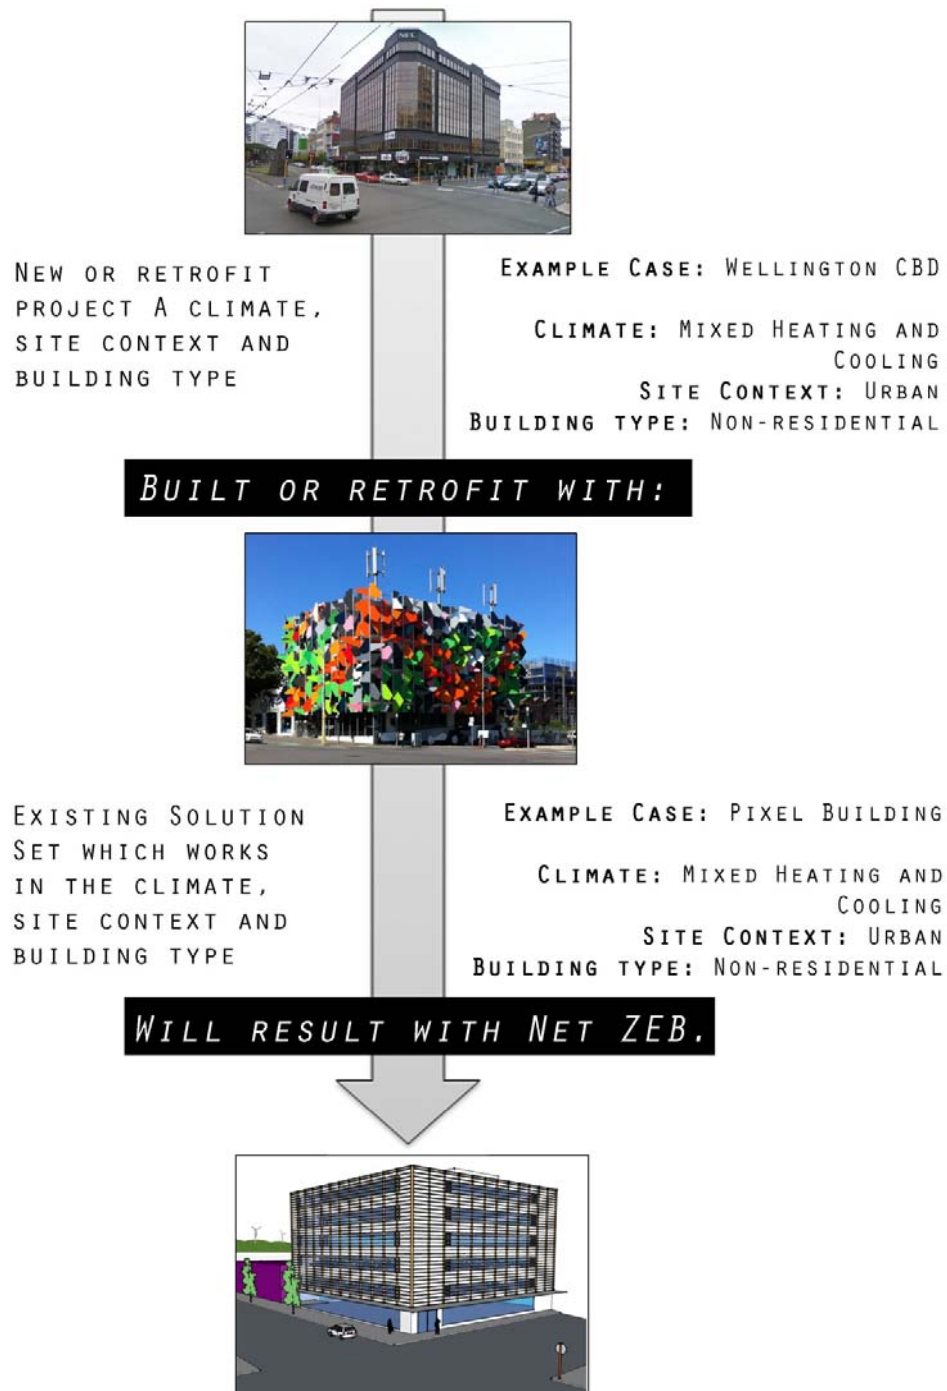 NEC
NEW OR RETROFIT
PROJECT A CLIMATE,
SITE CONTEXT AND
BUILDING TYPE
EXAMPLE CASE: WELLINGTON CBD
CLIMATE: MIXED HEATING AND
COOLING
SITE CONTEXT: URBAN
BUILDING TYPE: NON-RESIDENTIAL
BUILT OR RETROFIT WITH:
EXISTING SOLUTION
SET WHICH WORKS
IN THE CLIMATE,
SITE CONTEXT AND
BUILDING TYPE
EXAMPLE CASE: PIXEL BUILDING
CLIMATE: MIXED HEATING AND
COOLING
SITE CONTEXT: URBAN
BUILDING TYPE: NON-RESIDENTIAL
WILL RESULT WITH NET ZEB.